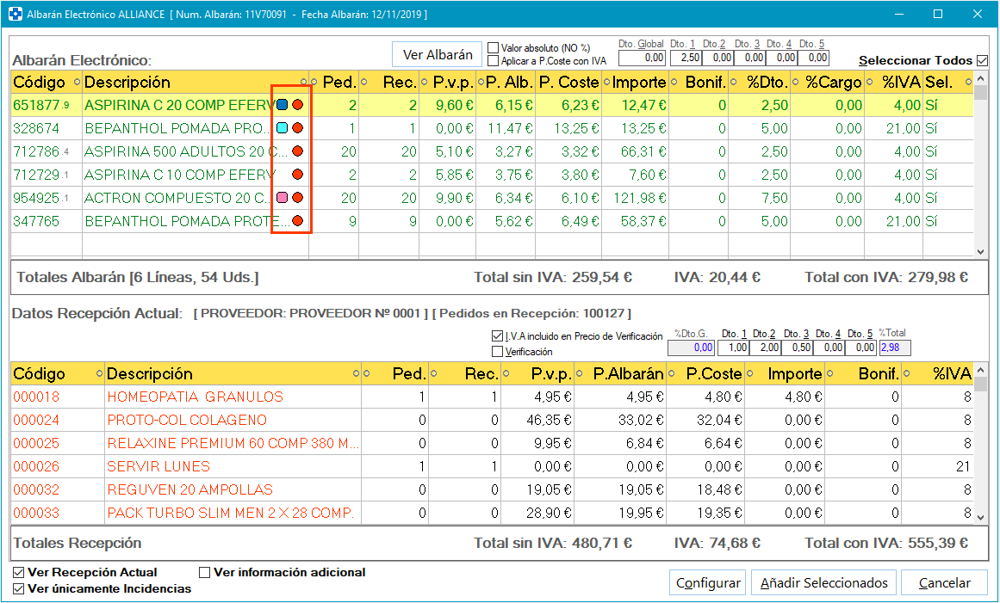 Albarán Electrónico ALLIANCE [ Num. Albarán: 11V70091 - Fecha Albarán: 12/11/2019 ]
Albarán Electrónico:
Ver Albarán
Valor absoluto (NO %)
Aplicar a P.Coste con IVA
Dto. Global Dto. 1 Dto.2 Dto. 3 Dto. 4 Dto. 5
0,00 2,50 0,00 0,00 0,00 0,00
Seleccionar Todos
Código Descripción Ped. Rec. P.v.p. P. Alb. P. Coste Importe Bonif. %Dto. %Cargo %IVA Sel.
651877.9 ASPIRINA C 20 COMP EFERV 2 2 9,60 € 6,15 € 6,23 € 12,47 € 0 2,50 0,00 4,00 Sí
328674 BEPANTHOL POMADA PRO... 1 1 0,00 € 11,47 € 13,25 € 13,25 € 0 5,00 0,00 21,00 Sí
712786.4 ASPIRINA 500 ADULTOS 20 C... 20 20 5,10 € 3,27 € 3,32 € 66,31 € 0 2,50 0,00 4,00 Sí
712729.1 ASPIRINA C 10 COMP EFERV 2 2 5,85 € 3,75 € 3,80 € 7,60 € 0 2,50 0,00 4,00 Sí
954925.1 ACTRON COMPUESTO 20 C... 20 20 9,90 € 6,34 € 6,10 € 121,98 € 0 7,50 0,00 4,00 Sí
347765 BEPANTHOL POMADA PROTE... 9 9 0,00 € 5,62 € 6,49 € 58,37 € 0 5,00 0,00 21,00 Sí
Totales Albarán [6 Líneas, 54 Uds.] Total sin IVA: 259,54 € IVA: 20,44 € Total con IVA: 279,98 €
Datos Recepción Actual: [ PROVEEDOR: PROVEEDOR Nº 0001 ] [ Pedidos en Recepción: 100127 ]
I.V.A incluido en Precio de Verificación
Verificación
%Dto.G. Dto. 1 Dto.2 Dto. 3 Dto. 4 Dto. 5 %Total
0,00 1,00 2,00 0,50 0,00 0,00 2,98
Código Descripción Ped. Rec. P.v.p. P.Albarán P.Coste Importe Bonif. %IVA
000018 HOMEOPATIA GRANULOS 1 1 4,95 € 4,95 € 4,80 € 4,80 € 0 8
000024 PROTO-COL COLAGENO 0 0 46,35 € 33,02 € 32,04 € 0,00 € 0 8
000025 RELAXINE PREMIUM 60 COMP 380 M... 0 0 9,95 € 6,84 € 6,64 € 0,00 € 0 8
000026 SERVIR LUNES 1 1 0,00 € 0,00 € 0,00 € 0,00 € 0 21
000032 REGUVEN 20 AMPOLLAS 0 0 19,05 € 19,05 € 18,48 € 0,00 € 0 8
000033 PACK TURBO SLIM MEN 2 X 28 COMP. 0 0 28,90 € 19,95 € 19,35 € 0,00 € 0 8
Totales Recepción Total sin IVA: 480,71 € IVA: 74,68 € Total con IVA: 555,39 €
Ver Recepción Actual Ver información adicional
Ver únicamente Incidencias
Configurar Añadir Seleccionados Cancelar